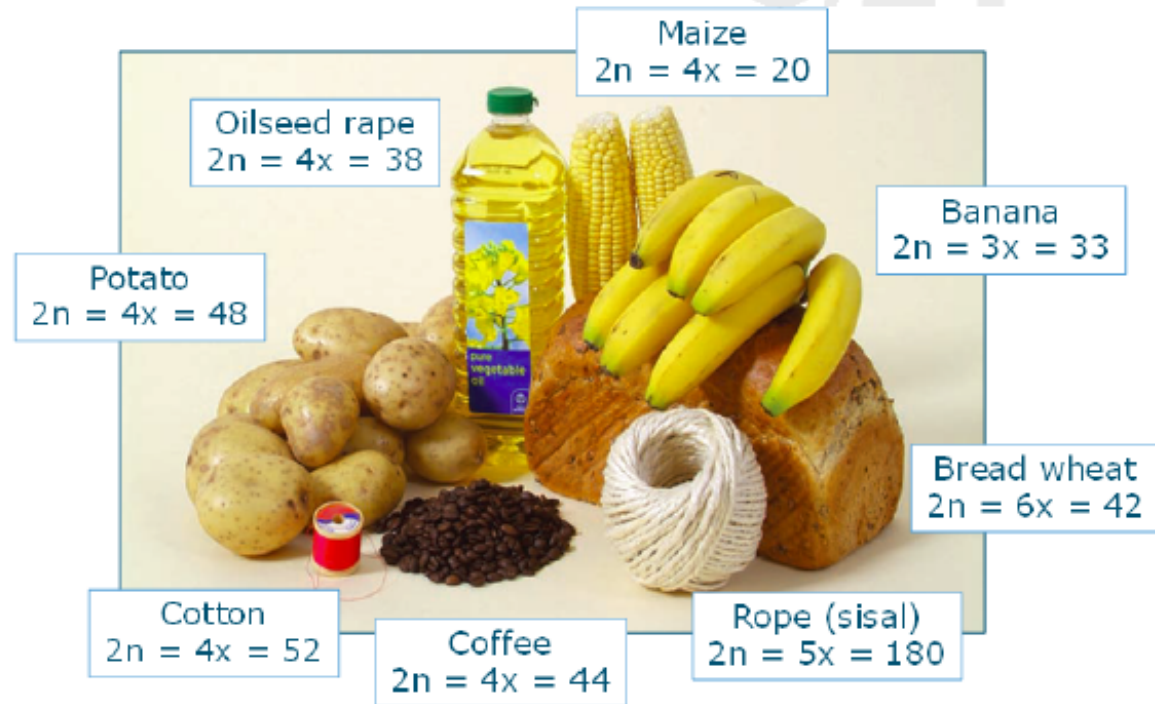 Maize
2n = 4x = 20
Oilseed rape
2n = 4x = 38
Banana
2n = 3x = 33
Potato
2n = 4x = 48
pure
vegetable
oil
Bread wheat
2n = 6x = 42
Cotton
2n = 4x = 52
Coffee
2n = 4x = 44
Rope (sisal)
2n = 5x = 180